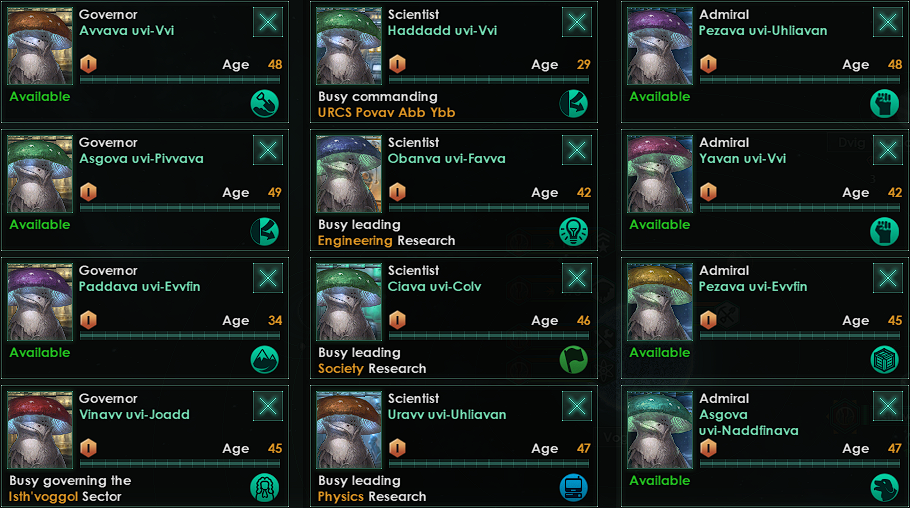 Governor
Avvava uvi-Vvi
I
Age 48
Available
Scientist
Haddadd uvi-Vvi
I
Age 29
Busy commanding
URCS Povav Abb Ybb
Admiral
Pezava uvi-Uhliavan
I
Age 48
Available
Governor
Asgova uvi-Pivvava
I
Age 49
Available
Scientist
Obanva uvi-Favva
I
Age 42
Busy leading
Engineering Research
Admiral
Yavan uvi-Vvi
I
Age 42
Available
Governor
Paddava uvi-Evvfin
I
Age 34
Available
Scientist
Ciava uvi-Colv
I
Age 46
Busy leading
Society Research
Admiral
Pezava uvi-Evvfin
I
Age 45
Available
Governor
Vinavv uvi-Joadd
I
Age 45
Busy governing the
Isth'voggol Sector
Scientist
Uravv uvi-Uhliavan
I
Age 47
Busy leading
Physics Research
Admiral
Asgova
uvi-Naddfinava
I
Age 47
Available